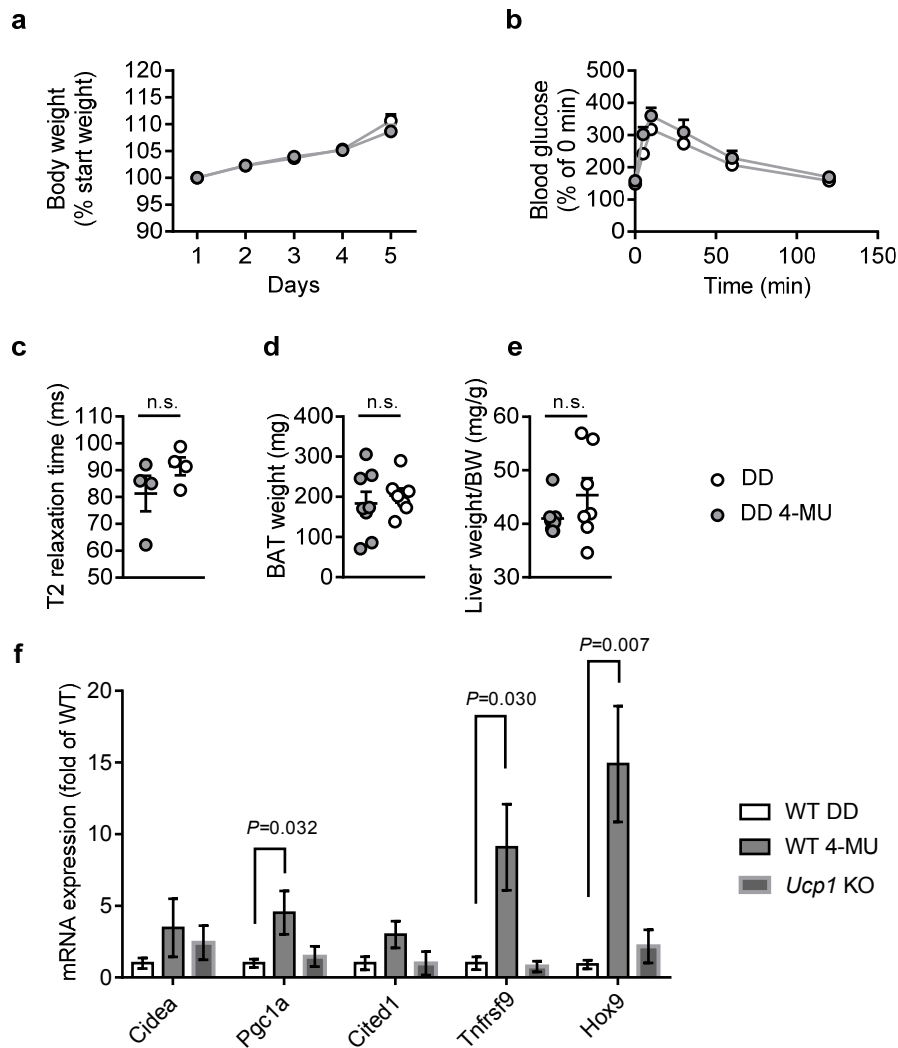 a
Body weight
(% start weight)
120
115
110
105
100
95
90
1 2 3 4 5
Days
b
Blood glucose
(% of 0 min)
500
400
300
200
100
0
0 50 100 150
Time (min)
c
T2 relaxation time (ms)
110
100
90
80
70
60
50
n.s.
d
BAT weight (mg)
400
300
200
100
0
n.s.
e
Liver weight/BW (mg/g)
60
50
40
30
n.s.
DD
DD 4-MU
f
mRNA expression (fold of WT)
20
15
10
5
0
P=0.032
P=0.030
P=0.007
Cidea
Pgc1a
Cited1
Tnfrsf9
Hox9
WT DD
WT 4-MU
Ucp1 KO